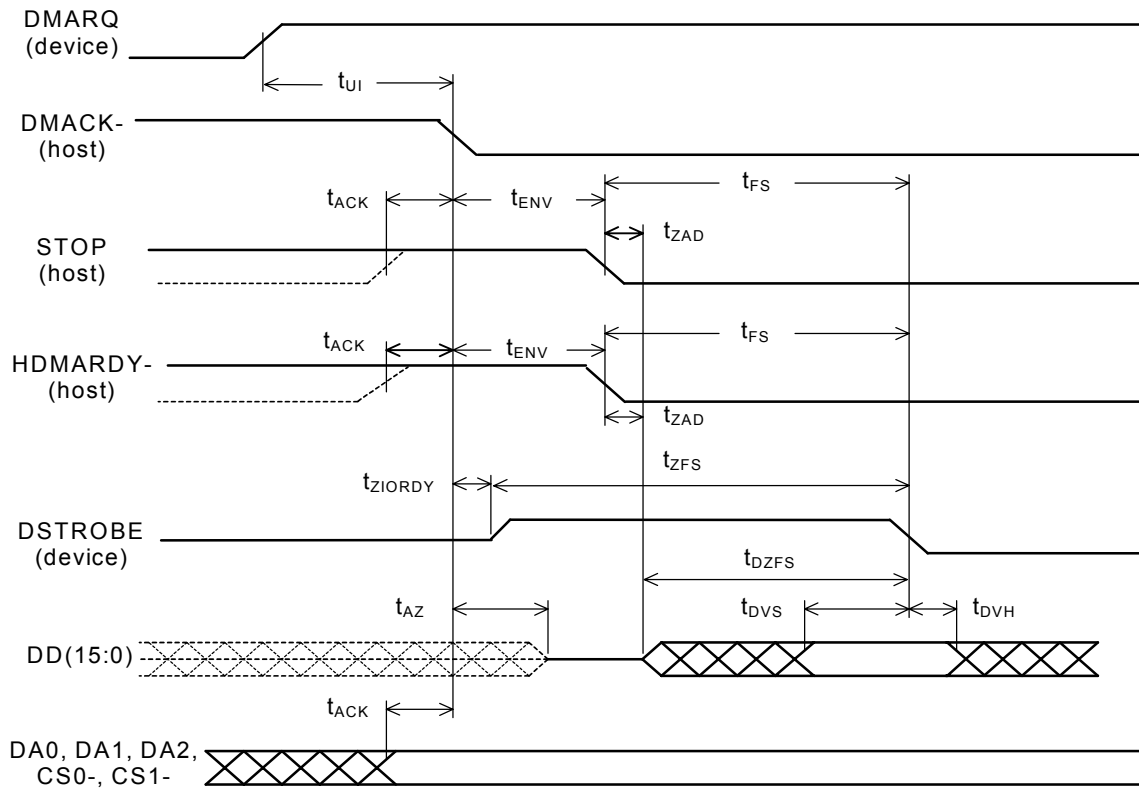 DMARQ
(device)
tUI
DMACK-
(host)
tACK
tENV
tFS
tZAD
STOP
(host)
tACK
tENV
tFS
HDMARDY-
(host)
tZAD
tZFS
tZIORDY
DSTROBE
(device)
tDZFS
tAZ
tDVS
tDVH
DD(15:0)
tACK
DA0, DA1, DA2,
CS0-, CS1-